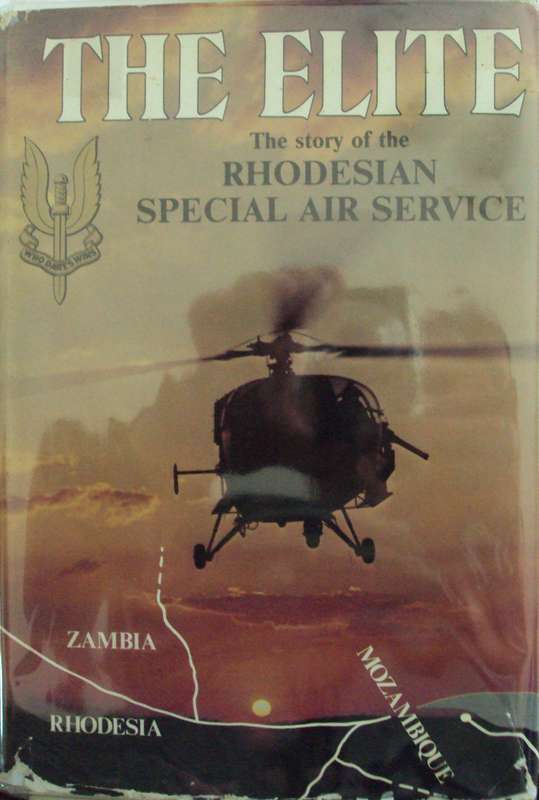 THE ELITE
The story of the
RHODESIAN
SPECIAL AIR SERVICE
WHO DARES WINS
ZAMBIA
RHODESIA
MOZAMBIQUE